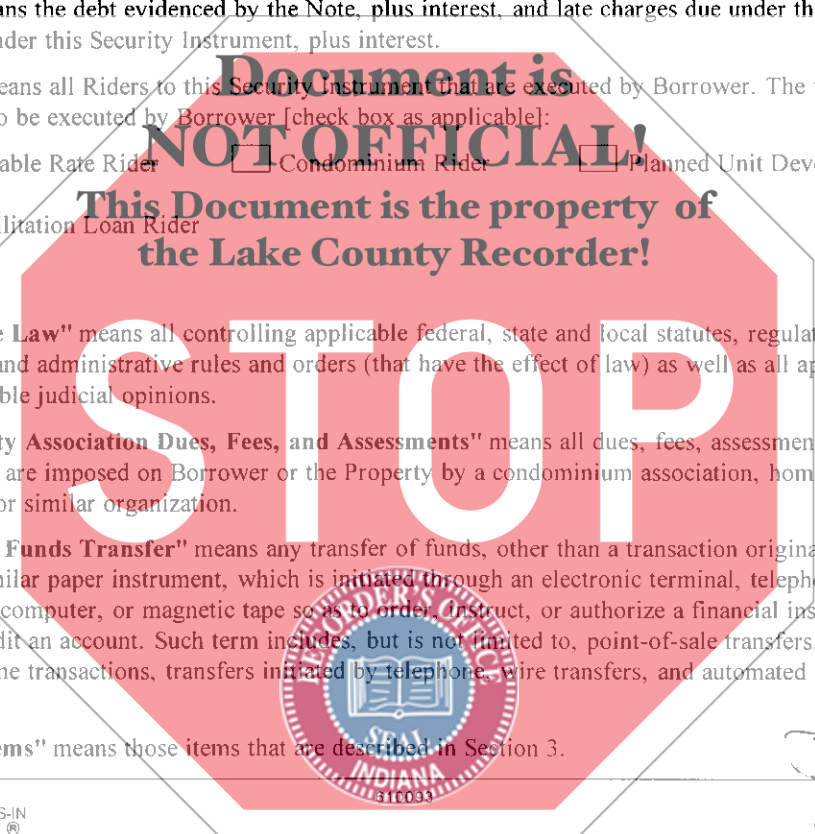 ans the debt evidenced by the Note, plus interest, and late charges due under th
nder this Security Instrument, plus interest.
Document is
eans all Riders to this Security Instrument that are executed by Borrower. The
o be executed by Borrower [check box as applicable]:
NOT OFFICIAL!
able Rate Rider Condominium Rider Planned Unit Dev
This Document is the property of
ilitation Loan Rider
the Lake County Recorder!
STOP
e Law" means all controlling applicable federal, state and local statutes, regulat
and administrative rules and orders (that have the effect of law) as well as all ap
ble judicial opinions.
ty Association Dues, Fees, and Assessments" means all dues, fees, assessmen
are imposed on Borrower or the Property by a condominium association, hom
or similar organization.
Funds Transfer" means any transfer of funds, other than a transaction origina
nilar paper instrument, which is initiated through an electronic terminal, teleph
computer, or magnetic tape so as to order, instruct, or authorize a financial ins
dit an account. Such term includes, but is not limited to, point-of-sale transfers,
ne transactions, transfers initiated by telephone, wire transfers, and automated
RECORDER'S OFFICE
SEAL
INDIANA
ems" means those items that are described in Section 3.
310093
S-IN
®